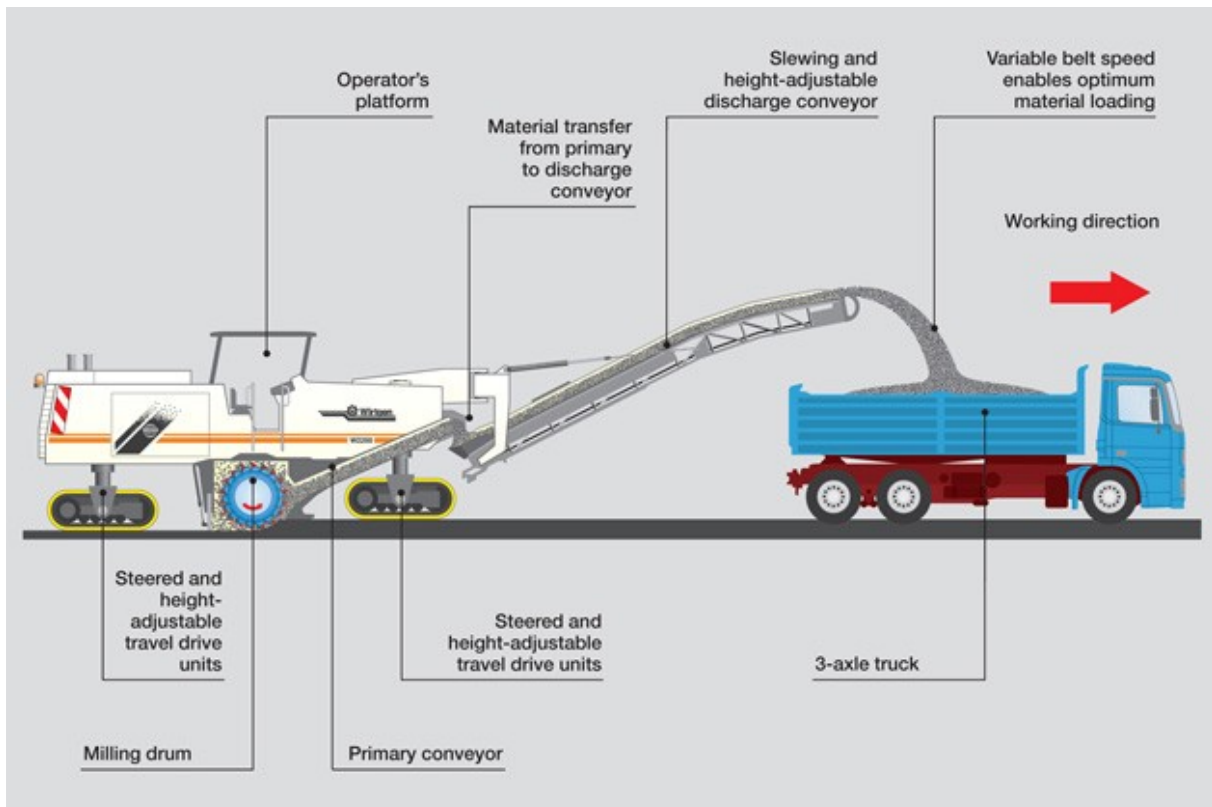 Operator's
platform
Material transfer
from primary
to discharge
conveyor
Slewing and
height-adjustable
discharge conveyor
Variable belt speed
enables optimum
material loading
Working direction
Wirtgen
Steered and
height-
adjustable
travel drive
units
Steered and
height-adjustable
travel drive units
3-axle truck
Milling drum
Primary conveyor